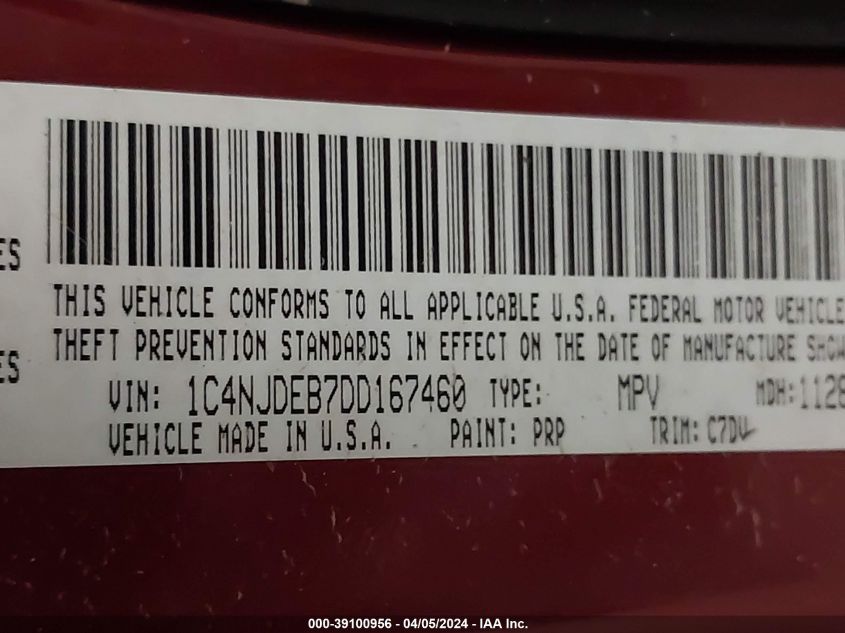 ES
THIS VEHICLE CONFORMS TO ALL APPLICABLE U.S.A. FEDERAL MOTOR VEHICLE
THEFT PREVENTION STANDARDS IN EFFECT ON THE DATE OF MANUFACTURE SHOW
ES
VIN: 1C4NJDEB7DD167460 TYPE: MPV MDH: 1128
VEHICLE MADE IN U.S.A. PAINT: PRP TRIM: C7DV
000-39100956 - 04/05/2024 - IAA Inc.